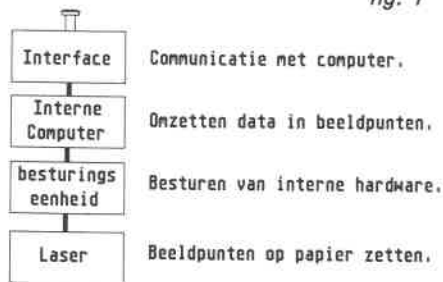 fig. 1
Interface Communicatie met computer.
Interne
Computer Omzetten data in beeldpunten.
besturings
eenheid Besturen van interne hardware.
Laser Beeldpunten op papier zetten.